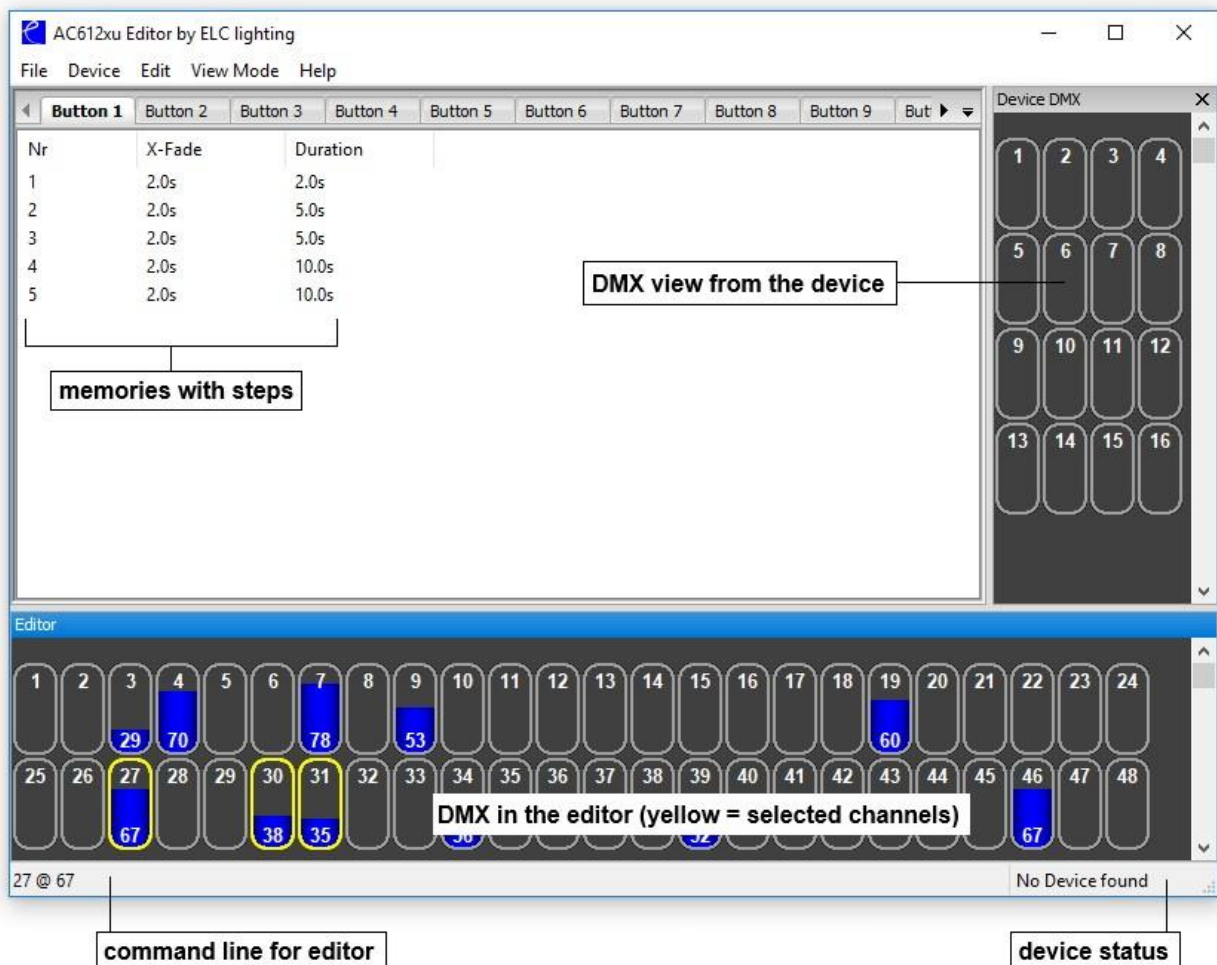 AC612xu Editor by ELC lighting
File Device Edit View Mode Help
Button 1 Button 2 Button 3 Button 4 Button 5 Button 6 Button 7 Button 8 Button 9 But
Nr X-Fade Duration
1 2.0s 2.0s
2 2.0s 5.0s
3 2.0s 5.0s
4 2.0s 10.0s
5 2.0s 10.0s
memories with steps
DMX view from the device
Device DMX
1 2 3 4
5 6 7 8
9 10 11 12
13 14 15 16
Editor
1 2 3 4 5 6 7 8 9 10 11 12 13 14 15 16 17 18 19 20 21 22 23 24
29 70 78 53 60
25 26 27 28 29 30 31 32 33 34 35 36 37 38 39 40 41 42 43 44 45 46 47 48
DMX in the editor (yellow = selected channels)
67 38 35 67
27 @ 67
No Device found
command line for editor
device status